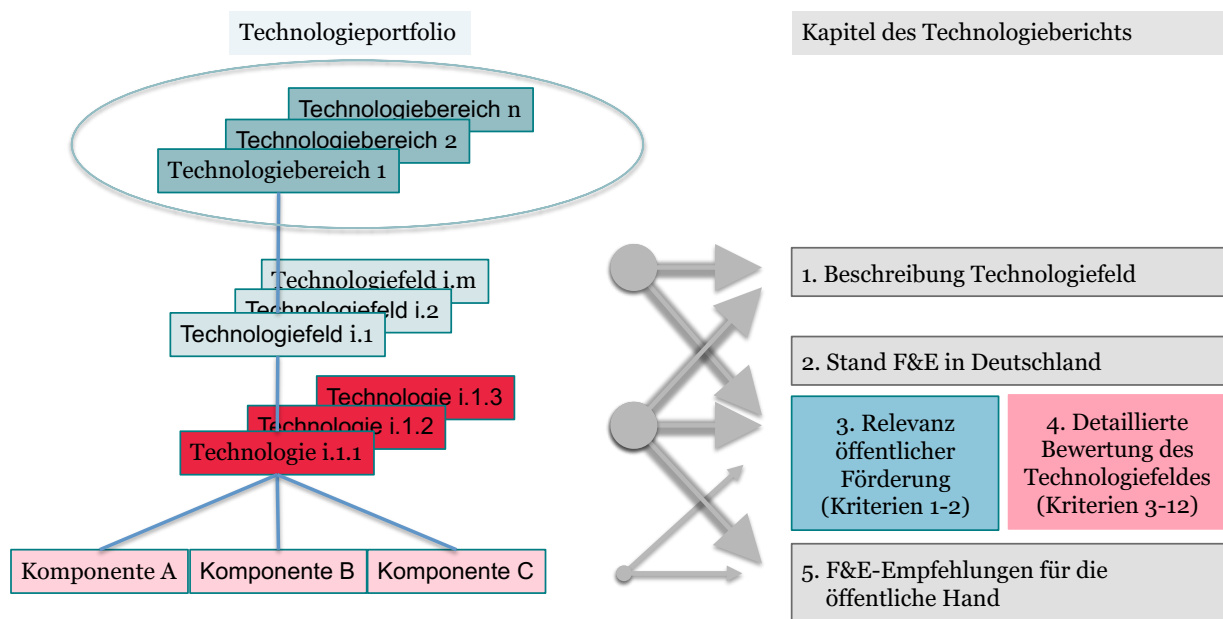 Technologieportfolio
Kapitel des Technologieberichts
Technologiebereich n
Technologiebereich 2
Technologiebereich 1
Technologiefeld i.m
Technologiefeld i.2
Technologiefeld i.1
Technologie i.1.3
Technologie i.1.2
Technologie i.1.1
Komponente A
Komponente B
Komponente C
1. Beschreibung Technologiefeld
2. Stand F&E in Deutschland
3. Relevanz
öffentlicher
Förderung
(Kriterien 1-2)
4. Detaillierte
Bewertung des
Technologiefeldes
(Kriterien 3-12)
5. F&E-Empfehlungen für die
öffentliche Hand